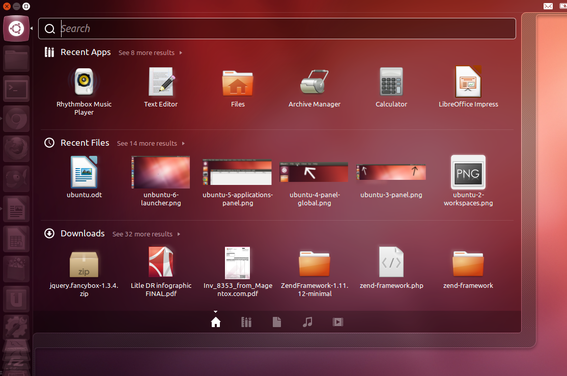 Search
Recent Apps See 8 more results
Rhythmbox Music
Player
Text Editor
Files
Archive Manager
Calculator
LibreOffice Impress
Recent Files See 14 more results
ubuntu.odt
unbuntu-6-
launcher.png
ubuntu-5-applications-
panel.png
ubuntu-4-panel-
global.png
ubuntu-3-panel.png
PNG
ubuntu-2-
workspaces.png
Downloads See 32 more results
zip
jquery.fancybox-1.3.4.
zip
Litle DR infographic
FINAL.pdf
Inv_8353_from_Mage
ntox.com.pdf
ZendFramework-1.11.
12-minimal
</>
zend-framework.php
zend-framework